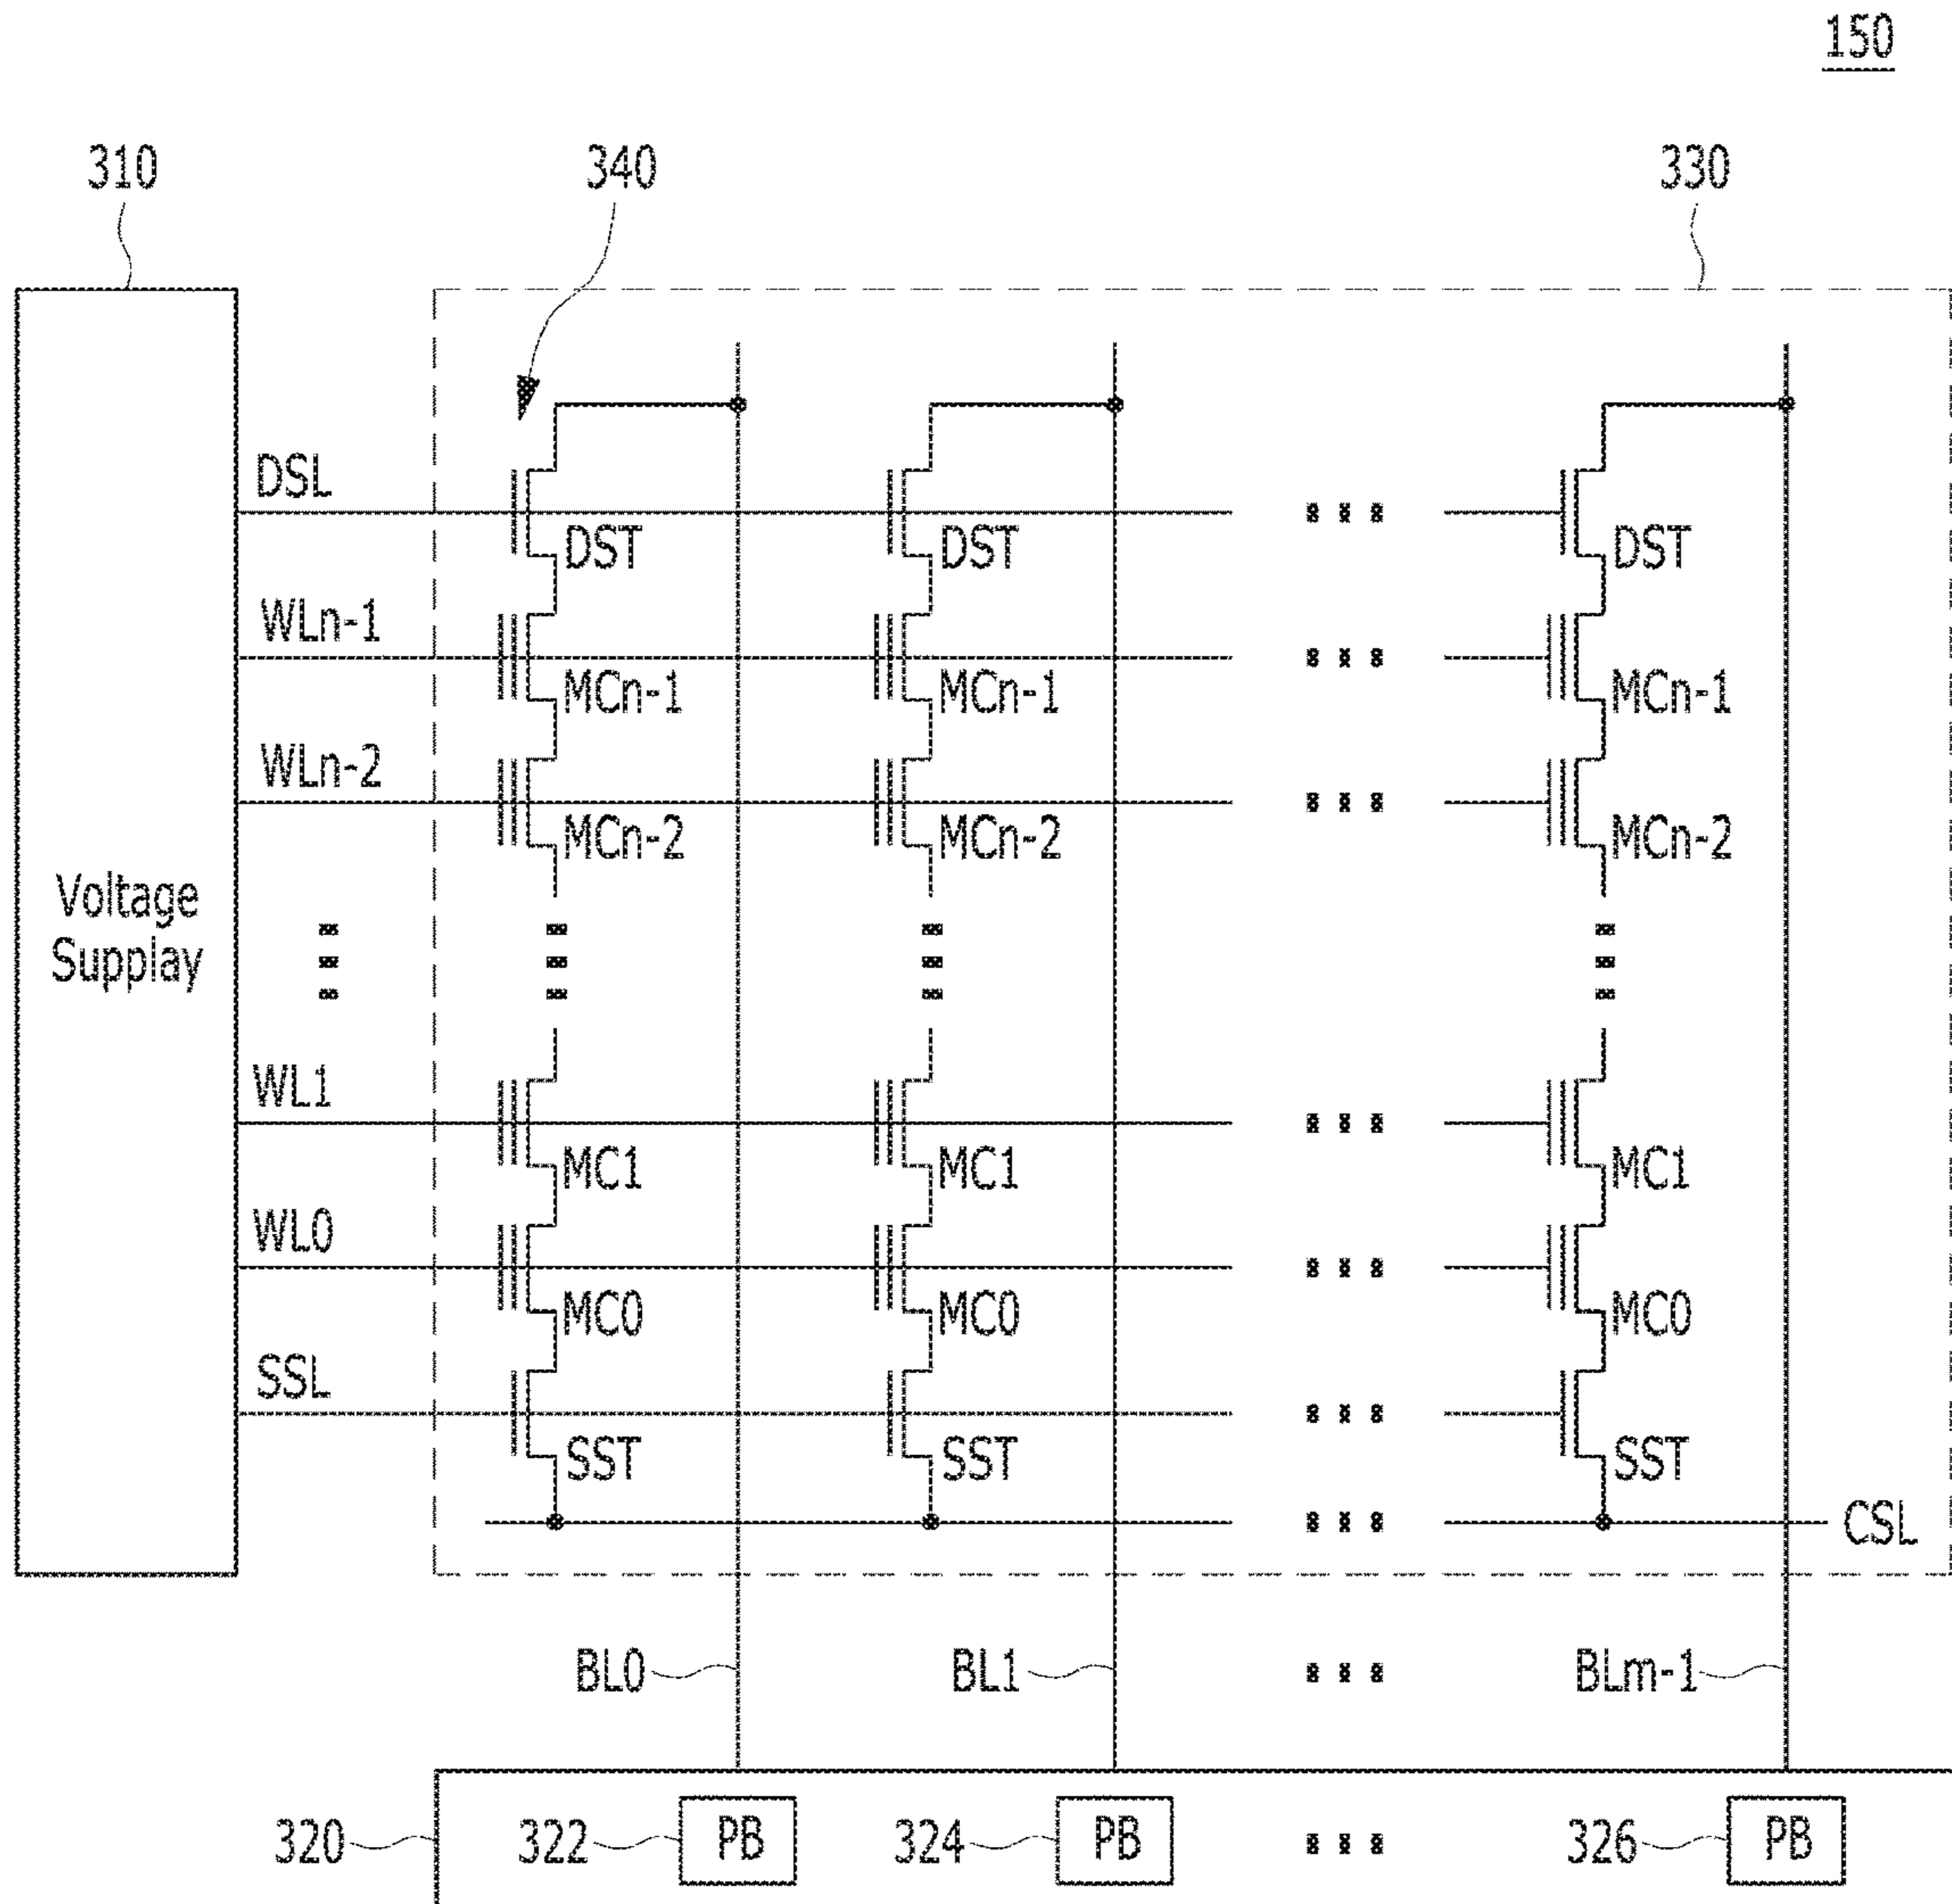 150
310
340
330
DSL
DST
DST
DST
WLn-1
MCn-1
MCn-1
MCn-1
WLn-2
MCn-2
MCn-2
MCn-2
Voltage
Supplay
WL1
MC1
MC1
MC1
WL0
MC0
MC0
MC0
SSL
SST
SST
SST
CSL
BL0
BL1
BLm-1
320
322
PB
324
PB
326
PB